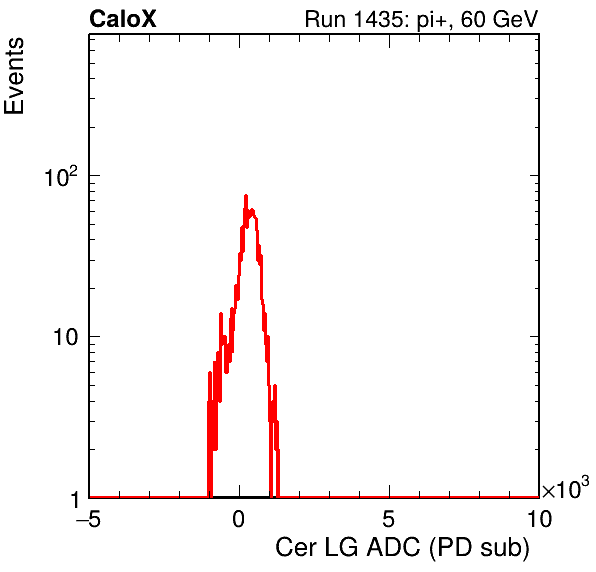 CaloX Run 1435: pi+, 60 GeV
Events
10²
10
1
−5 0 5 10
×10³
Cer LG ADC (PD sub)